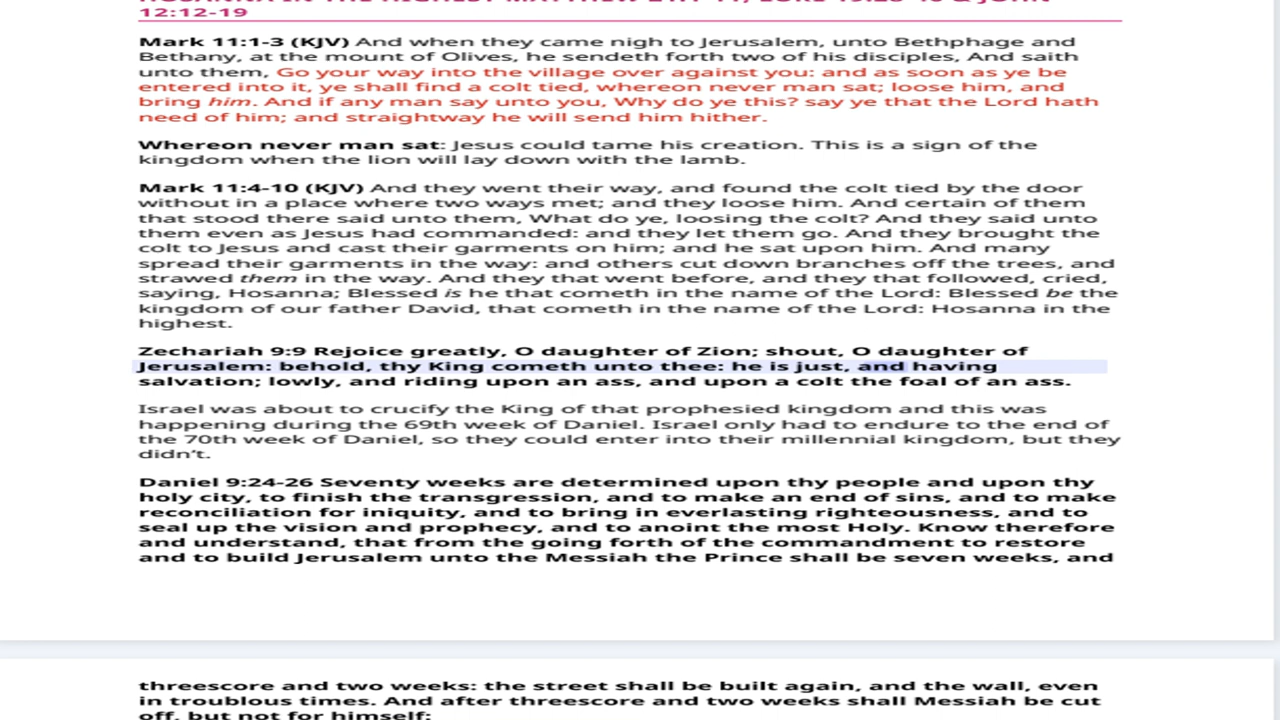 HOSANNA IN THE HIGHEST MATTHEW 21:1-11, LUKE 19:28-40 & JOHN
12:12-19
Mark 11:1-3 (KJV) And when they came nigh to Jerusalem, unto Bethphage and
Bethany, at the mount of Olives, he sendeth forth two of his disciples, And saith
unto them, Go your way into the village over against you: and as soon as ye be
entered into it, ye shall find a colt tied, whereon never man sat; loose him, and
bring him. And if any man say unto you, Why do ye this? say ye that the Lord hath
need of him; and straightway he will send him hither.
Whereon never man sat: Jesus could tame his creation. This is a sign of the
kingdom when the lion will lay down with the lamb.
Mark 11:4-10 (KJV) And they went their way, and found the colt tied by the door
without in a place where two ways met; and they loose him. And certain of them
that stood there said unto them, What do ye, loosing the colt? And they said unto
them even as Jesus had commanded: and they let them go. And they brought the
colt to Jesus and cast their garments on him; and he sat upon him. And many
spread their garments in the way: and others cut down branches off the trees, and
strawed them in the way. And they that went before, and they that followed, cried,
saying, Hosanna; Blessed is he that cometh in the name of the Lord: Blessed be the
kingdom of our father David, that cometh in the name of the Lord: Hosanna in the
highest.
Zechariah 9:9 Rejoice greatly, O daughter of Zion; shout, O daughter of
Jerusalem: behold, thy King cometh unto thee: he is just, and having
salvation; lowly, and riding upon an ass, and upon a colt the foal of an ass.
Israel was about to crucify the King of that prophesied kingdom and this was
happening during the 69th week of Daniel. Israel only had to endure to the end of
the 70th week of Daniel, so they could enter into their millennial kingdom, but they
didn't.
Daniel 9:24-26 Seventy weeks are determined upon thy people and upon thy
holy city, to finish the transgression, and to make an end of sins, and to make
reconciliation for iniquity, and to bring in everlasting righteousness, and to
seal up the vision and prophecy, and to anoint the most Holy. Know therefore
and understand, that from the going forth of the commandment to restore
and to build Jerusalem unto the Messiah the Prince shall be seven weeks, and
threescore and two weeks: the street shall be built again, and the wall, even
in troublous times. And after threescore and two weeks shall Messiah be cut
off, but not for himself: